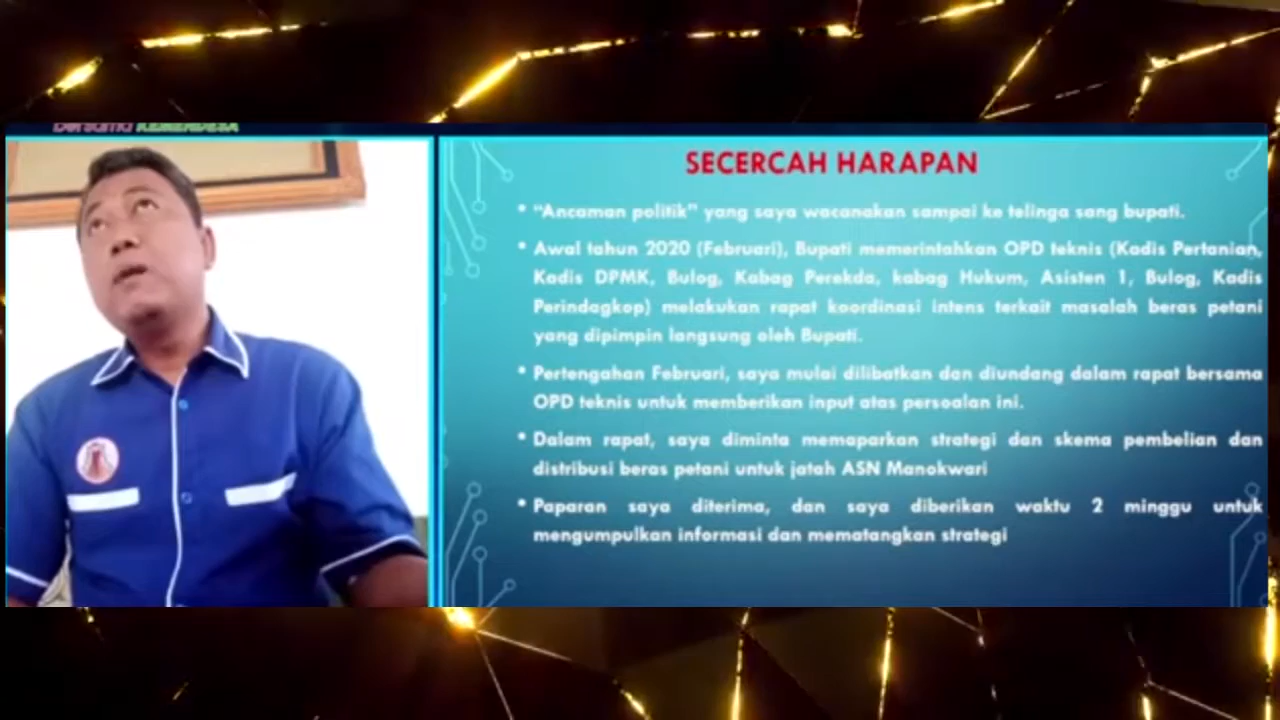 KEMENDESA
SECERCAH HARAPAN
• “Ancaman politik” yang saya wacanakan sampai ke telinga sang bupati.
• Awal tahun 2020 (Februari), Bupati memerintahkan OPD teknis (Kadis Pertanian,
Kadis DPMK, Bulog, Kabag Perekda, kabag Hukum, Asisten 1, Bulog, Kadis
Perindagkop) melakukan rapat koordinasi intens terkait masalah beras petani
yang dipimpin langsung oleh Bupati.
• Pertengahan Februari, saya mulai dilibatkan dan diundang dalam rapat bersama
OPD teknis untuk memberikan input atas persoalan ini.
• Dalam rapat, saya diminta memaparkan strategi dan skema pembelian dan
distribusi beras petani untuk jatah ASN Manokwari
• Paparan saya diterima, dan saya diberikan waktu 2 minggu untuk
mengumpulkan informasi dan mematangkan strategi